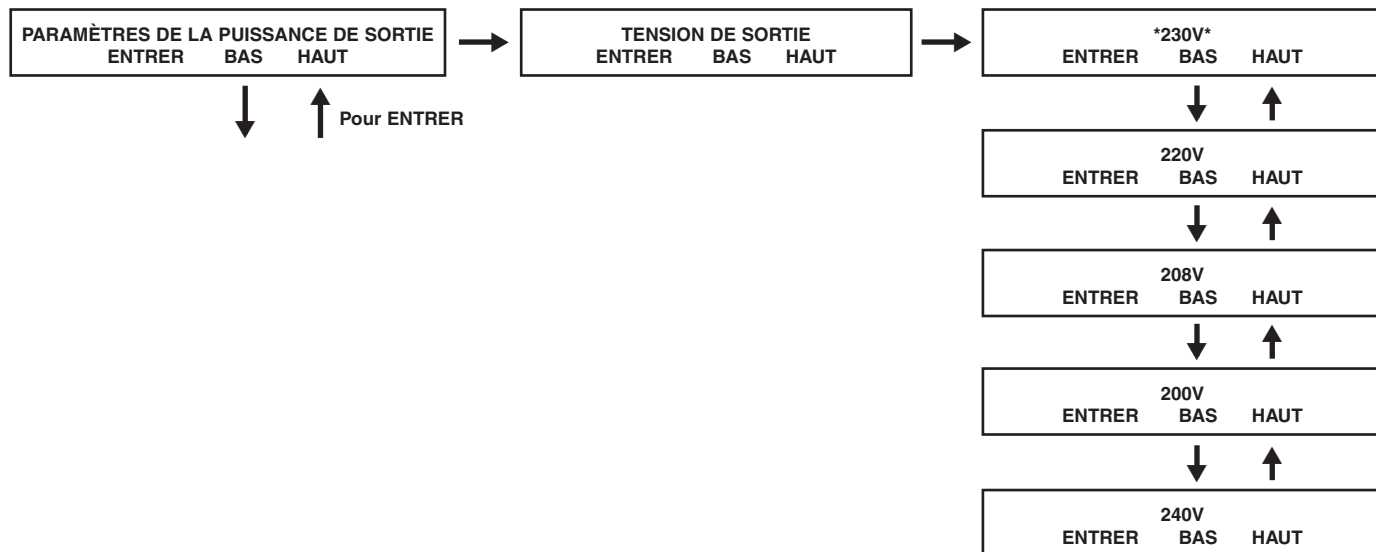 PARAMÈTRES DE LA PUISSANCE DE SORTIE
ENTRER BAS HAUT
Pour ENTRER
TENSION DE SORTIE
ENTRER BAS HAUT
*230V*
ENTRER BAS HAUT
220V
ENTRER BAS HAUT
208V
ENTRER BAS HAUT
200V
ENTRER BAS HAUT
240V
ENTRER BAS HAUT